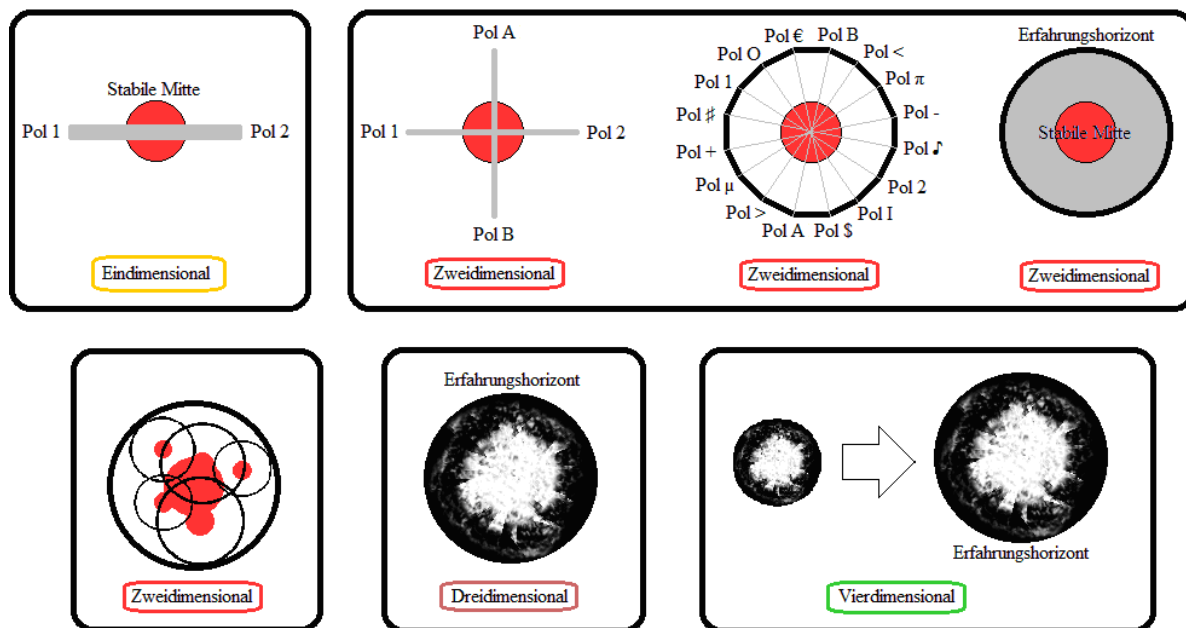 Stabile Mitte
Pol 1
Pol 2
Eindimensional
Pol A
Pol 1
Pol 2
Pol B
Zweidimensional
Pol €
Pol B
Pol O
Pol <
Pol 1
Pol π
Pol ♯
Pol -
Pol +
Pol ♪
Pol µ
Pol 2
Pol >
Pol I
Pol A
Pol $
Zweidimensional
Erfahrungshorizont
Stabile Mitte
Zweidimensional
Zweidimensional
Erfahrungshorizont
Dreidimensional
Erfahrungshorizont
Vierdimensional